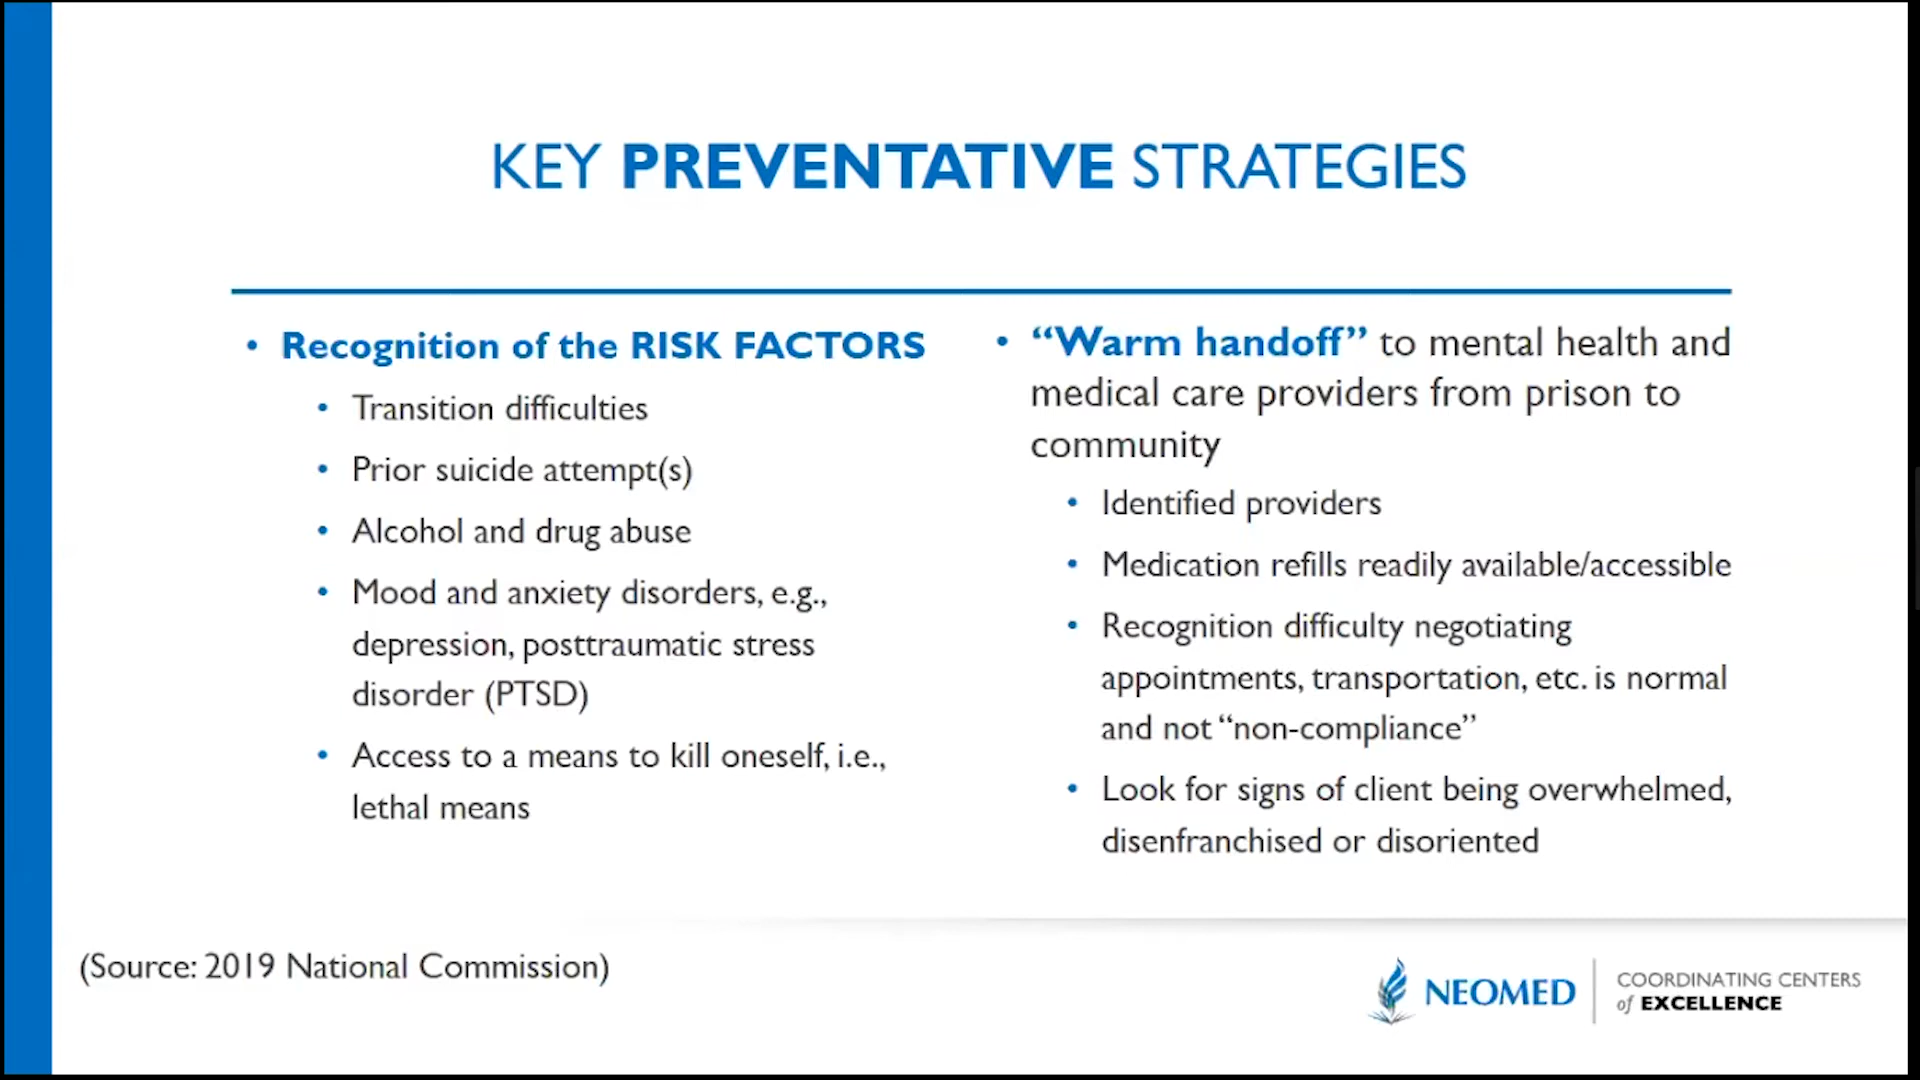 KEY PREVENTATIVE STRATEGIES
• Recognition of the RISK FACTORS
• Transition difficulties
• Prior suicide attempt(s)
• Alcohol and drug abuse
• Mood and anxiety disorders, e.g.,
depression, posttraumatic stress
disorder (PTSD)
• Access to a means to kill oneself, i.e.,
lethal means
• “Warm handoff” to mental health and
medical care providers from prison to
community
• Identified providers
• Medication refills readily available/accessible
• Recognition difficulty negotiating
appointments, transportation, etc. is normal
and not “non-compliance”
• Look for signs of client being overwhelmed,
disenfranchised or disoriented
(Source: 2019 National Commission)
NEOMED
COORDINATING CENTERS
of EXCELLENCE